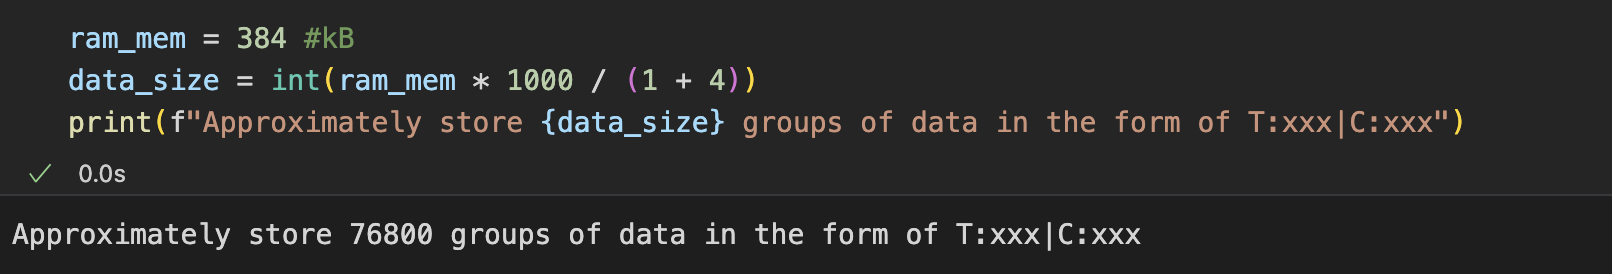 ram_mem = 384 #kB
data_size = int(ram_mem * 1000 / (1 + 4))
print(f"Approximately store {data_size} groups of data in the form of T:xxx|C:xxx")
0.0s
Approximately store 76800 groups of data in the form of T:xxx|C:xxx